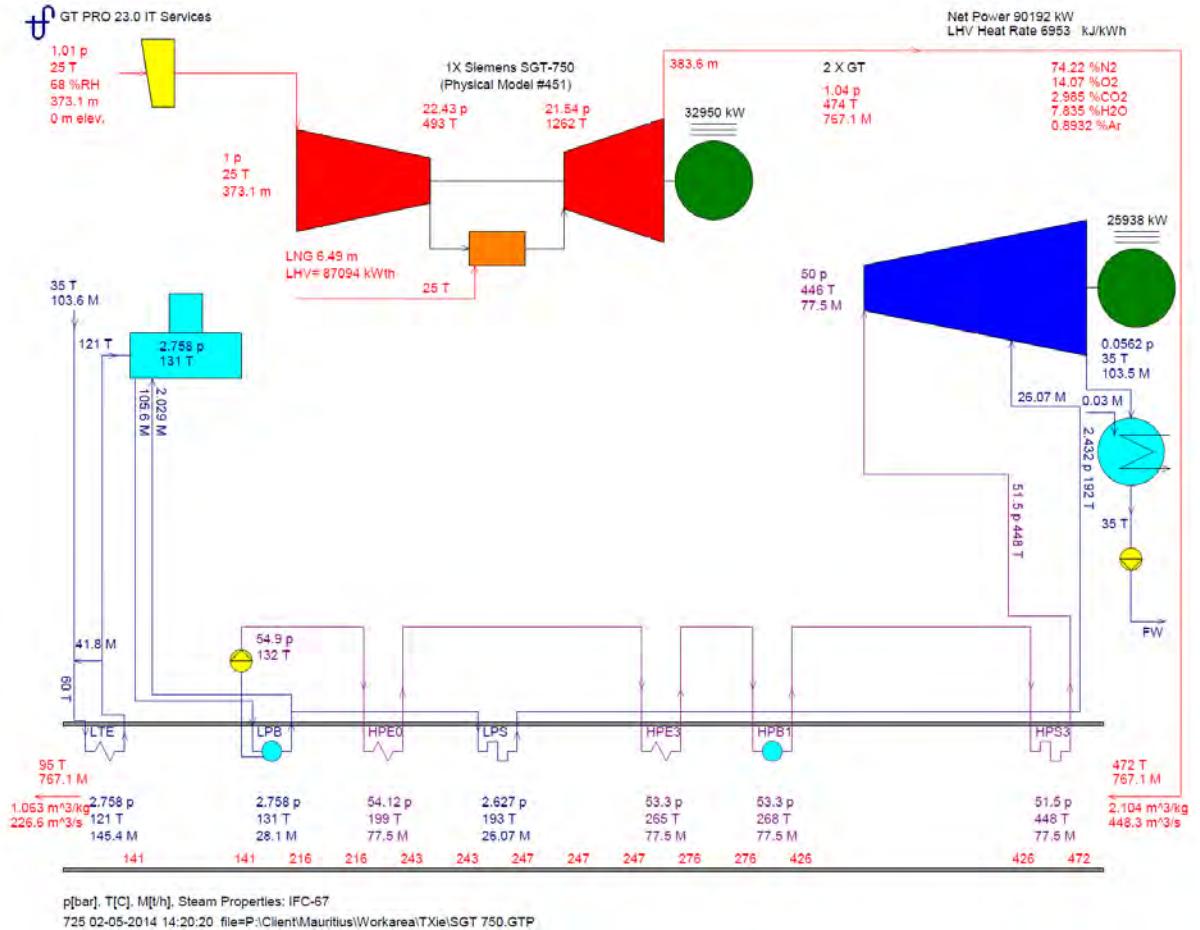 GT PRO 23.0 IT Services
Net Power 90192 kW
LHV Heat Rate 6953 kJ/kWh
1.01 p
25 T
68 %RH
373.1 m
0 m elev.
1X Siemens SGT-750
(Physical Model #451)
383.6 m
2 X GT
1.04 p
474 T
767.1 M
74.22 %N2
14.07 %O2
2.985 %CO2
7.835 %H2O
0.8932 %Ar
22.43 p
493 T
21.54 p
1262 T
32950 kW
1 p
25 T
373.1 m
LNG 6.49 m
LHV= 87094 kWth
25 T
25938 kW
50 p
446 T
77.5 M
35 T
103.6 M
121 T
2.758 p
131 T
105.6 M
2.029 M
0.0562 p
35 T
103.5 M
26.07 M
0.03 M
2.432 p 192 T
51.5 p 448 T
35 T
FW
41.8 M
60 T
54.9 p
132 T
LTE
LPB
HPE0
LPS
HPE3
HPB1
HPS3
95 T
767.1 M
1.063 m^3/kg
226.6 m^3/s
472 T
767.1 M
2.104 m^3/kg
448.3 m^3/s
2.758 p
121 T
145.4 M
2.758 p
131 T
28.1 M
54.12 p
199 T
77.5 M
2.627 p
193 T
26.07 M
53.3 p
265 T
77.5 M
53.3 p
268 T
77.5 M
51.5 p
448 T
77.5 M
141 141 216 216 243 243 247 247 247 276 276 426 426 472
p[bar], T[C], M[t/h], Steam Properties: IFC-67
725 02-05-2014 14:20:20 file=P:\Client\Mauritius\Workarea\TXie\SGT 750.GTP